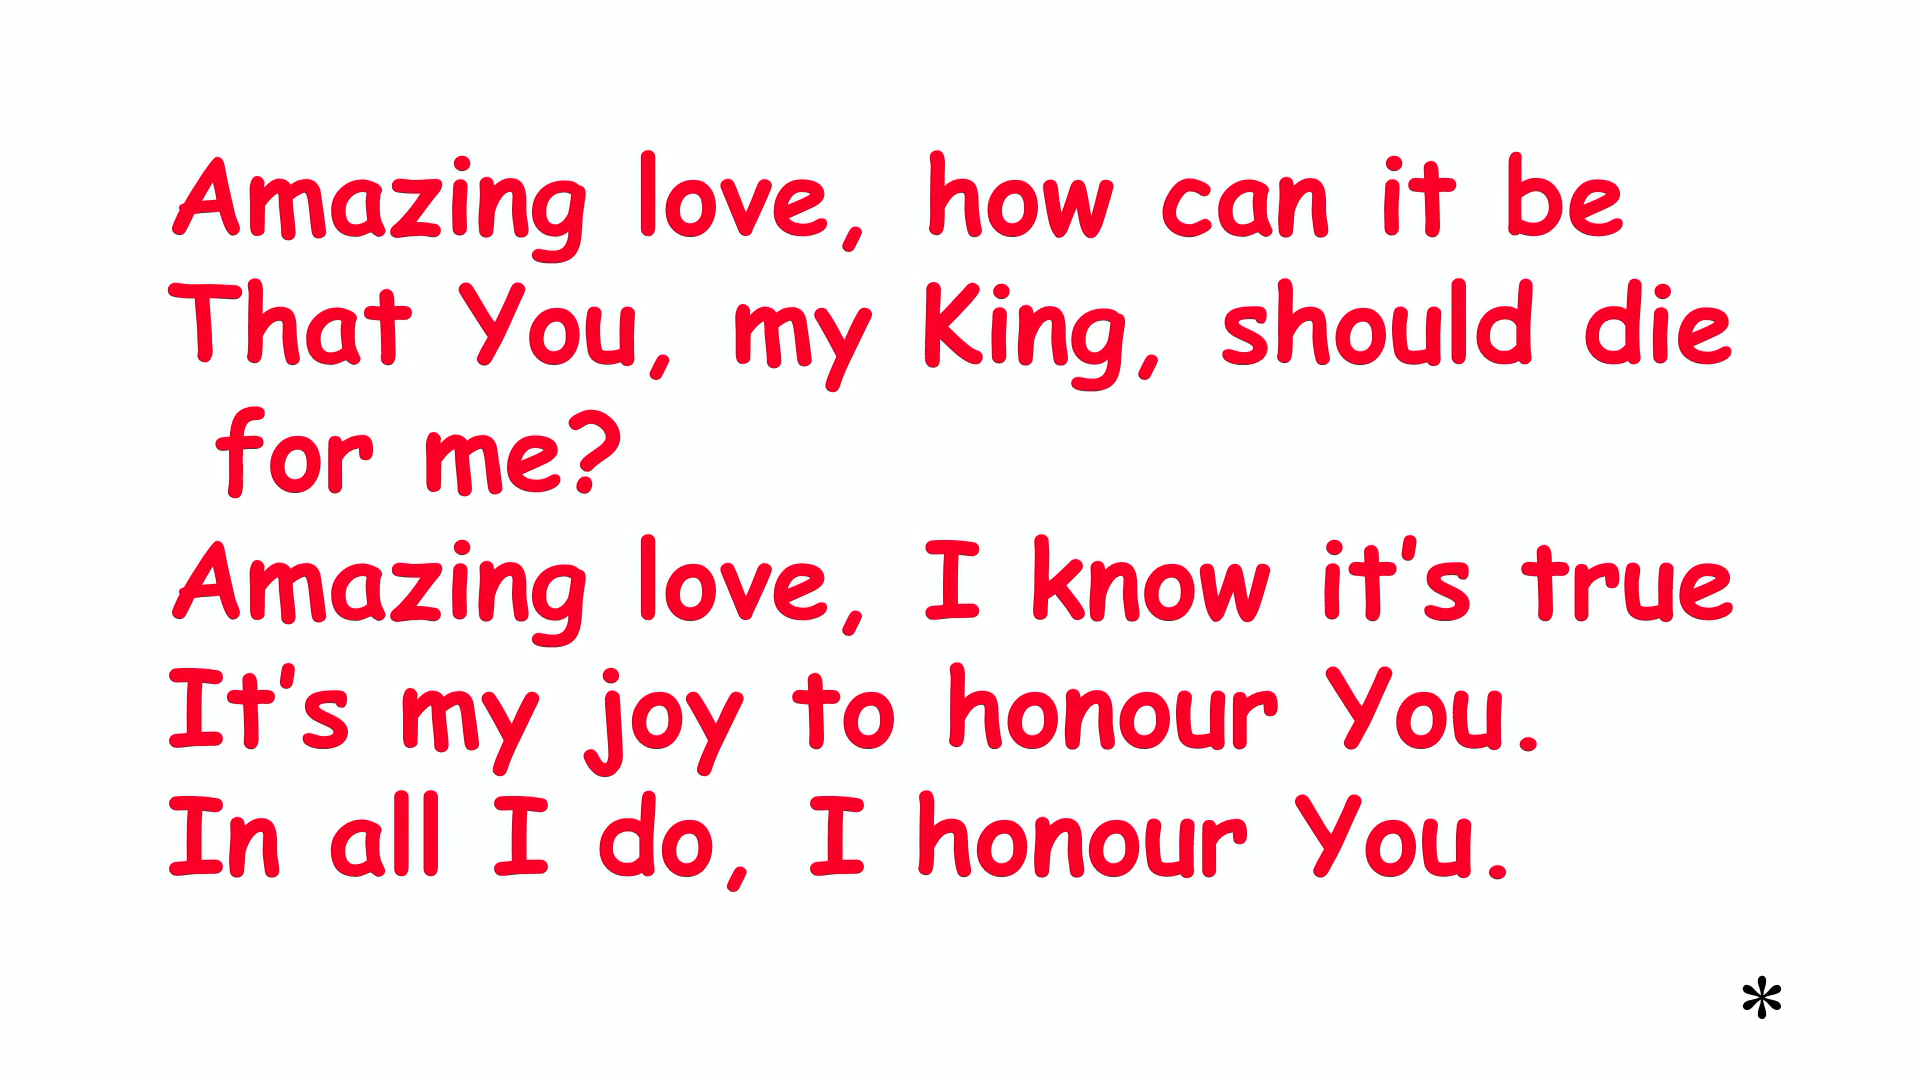 Amazing love, how can it be
That You, my King, should die
for me?
Amazing love, I know it's true
It's my joy to honour You.
In all I do, I honour You.
*